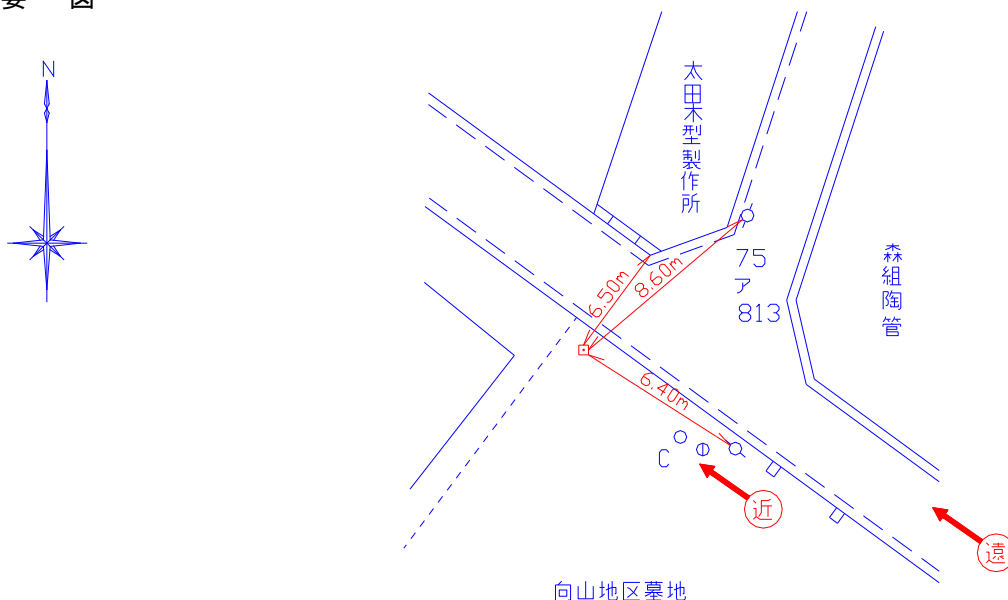 要 図
N
太田木型製作所
75
ア
813
森組陶管
6.50m
8.60m
6.40m
C
近
遠
向山地区墓地